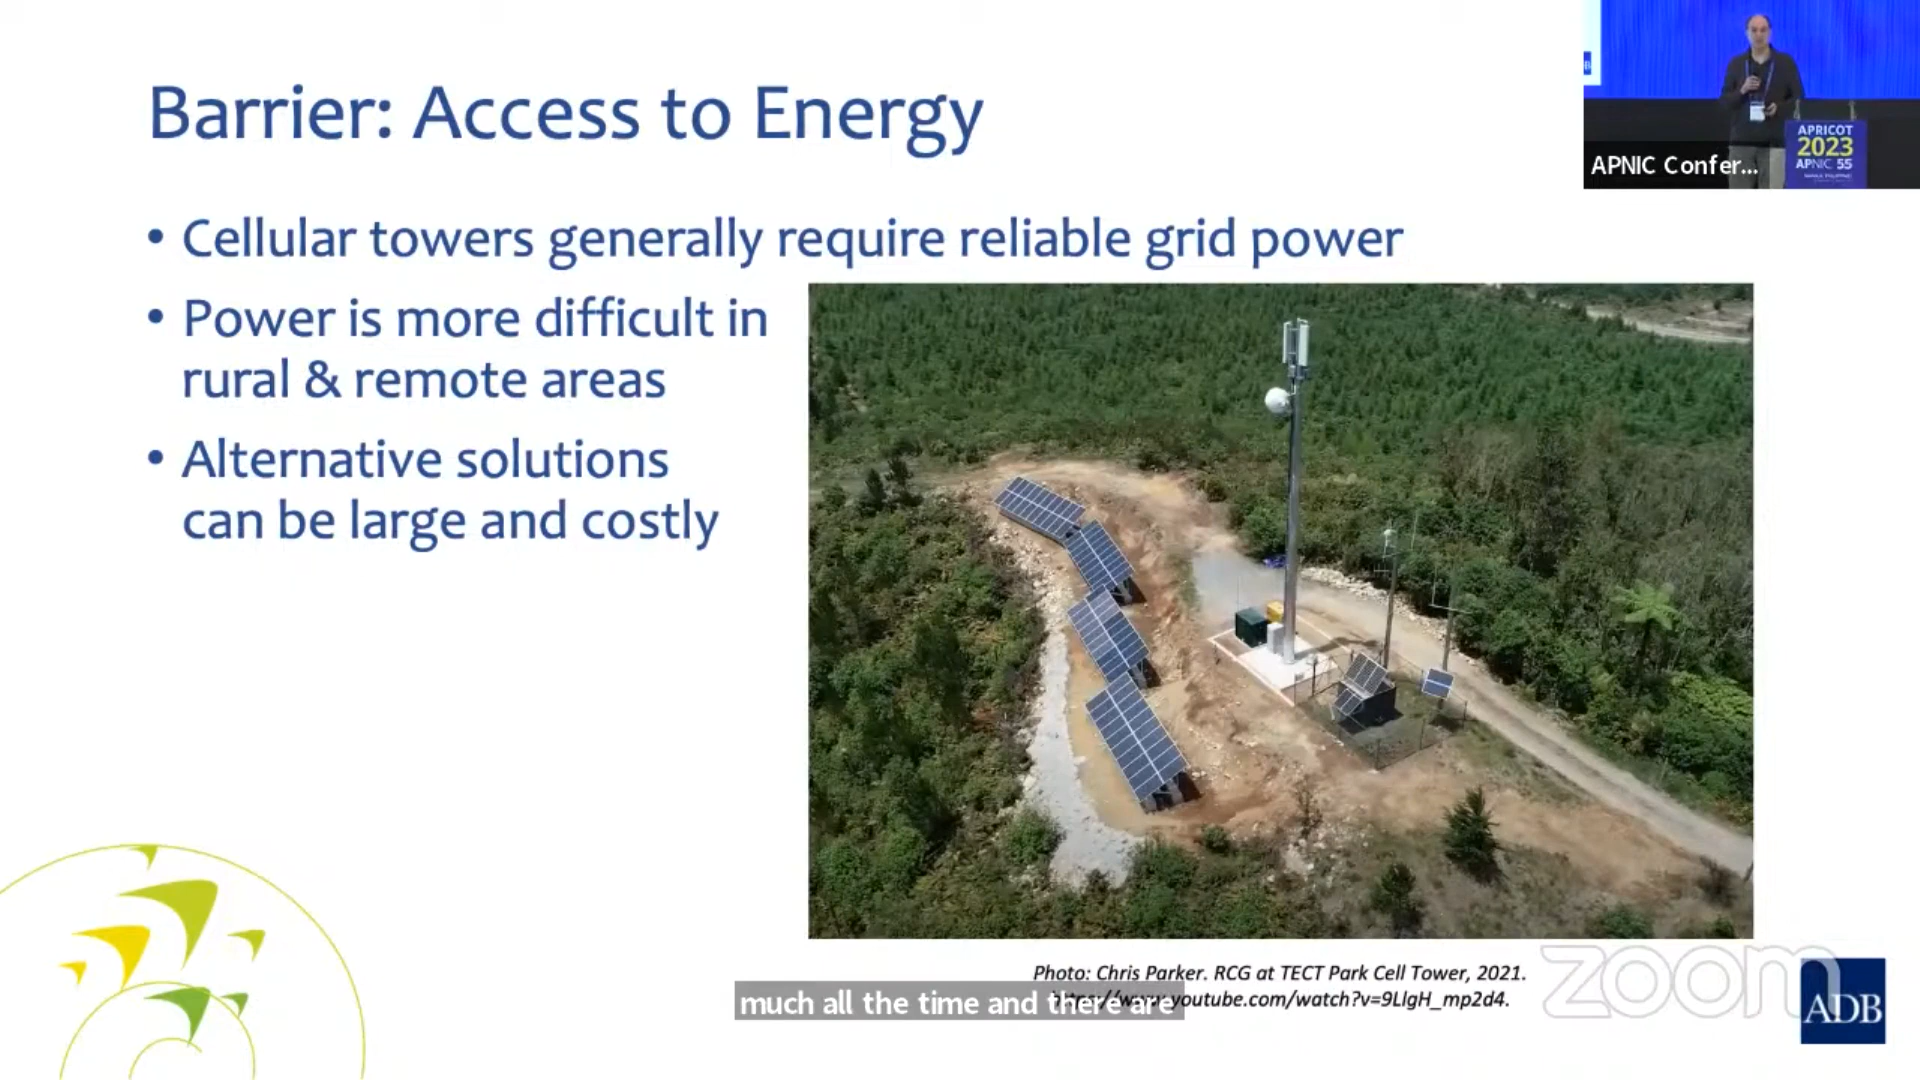 Barrier: Access to Energy
APRICOT
2023
APNIC 55
APNIC Confer...
• Cellular towers generally require reliable grid power
• Power is more difficult in
rural & remote areas
• Alternative solutions
can be large and costly
Photo: Chris Parker. RCG at TECT Park Cell Tower, 2021.
youtube.com/watch?v=9LlgH_mp2d4.
much all the time and there are
zoom
ADB